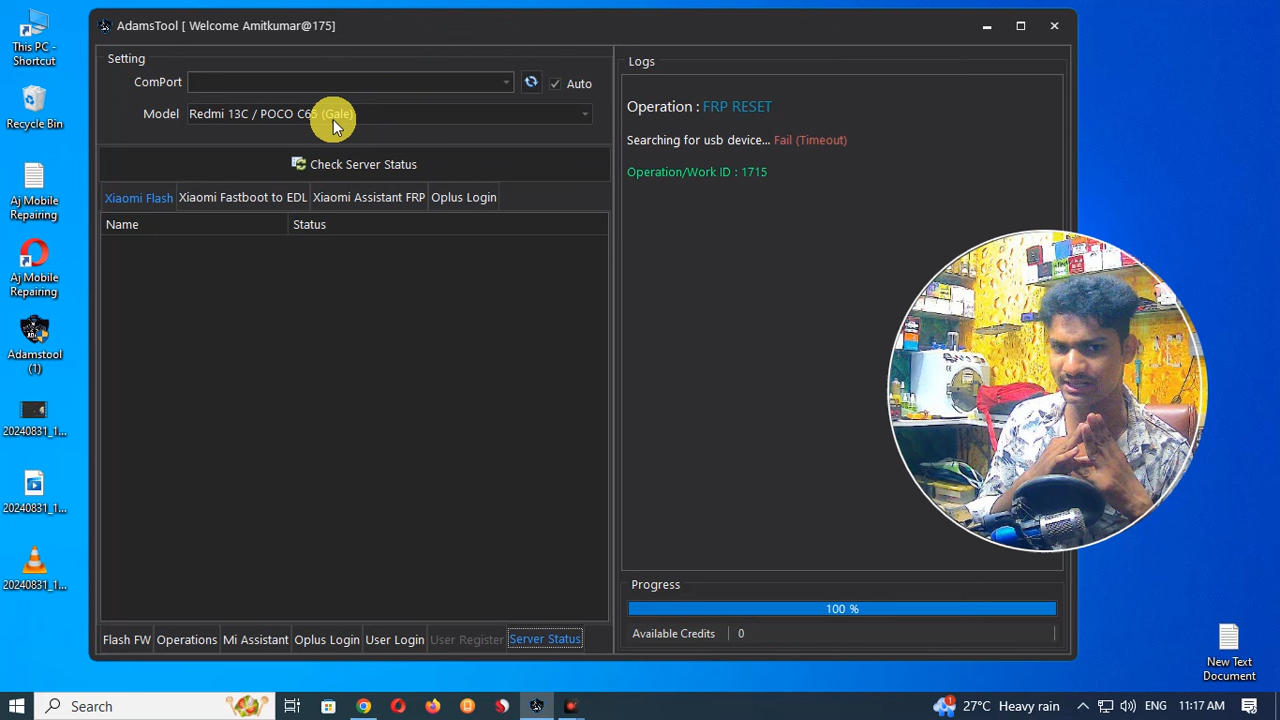 This PC -
Shortcut
Recycle Bin
Aj Mobile
Repairing
Aj Mobile
Repairing
Adamstool
(1)
20240831_1...
20240831_1...
20240831_1...
AdamsTool [ Welcome Amitkumar@175]
Setting
ComPort
Auto
Model
Redmi 13C / POCO C65 (Gale)
Check Server Status
Xiaomi Flash
Xiaomi Fastboot to EDL
Xiaomi Assistant FRP
Oplus Login
Name
Status
Flash FW
Operations
Mi Assistant
Oplus Login
User Login
User Register
Server Status
Logs
Operation : FRP RESET
Searching for usb device... Fail (Timeout)
Operation/Work ID : 1715
Progress
100 %
Available Credits
0
New Text
Document
Search
1
27°C Heavy rain
ENG
11:17 AM